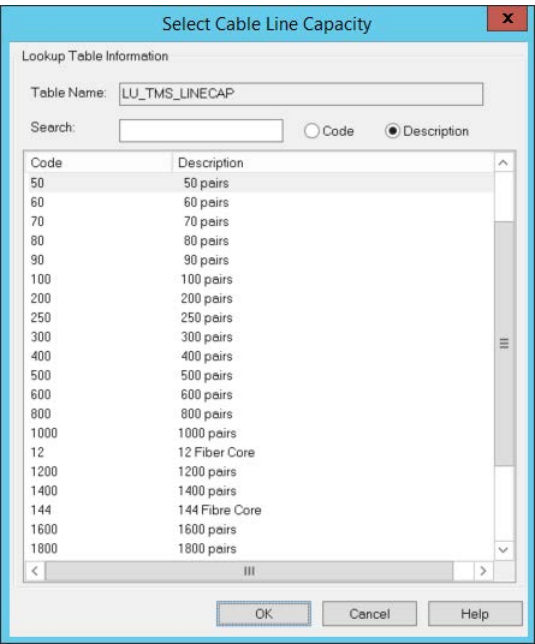 Select Cable Line Capacity
x
Lookup Table Information
Table Name: LU_TMS_LINECAP
Search: Code Description
Code Description
50 50 pairs
60 60 pairs
70 70 pairs
80 80 pairs
90 90 pairs
100 100 pairs
200 200 pairs
250 250 pairs
300 300 pairs
400 400 pairs
500 500 pairs
600 600 pairs
800 800 pairs
1000 1000 pairs
12 12 Fiber Core
1200 1200 pairs
1400 1400 pairs
144 144 Fibre Core
1600 1600 pairs
1800 1800 pairs
OK Cancel Help